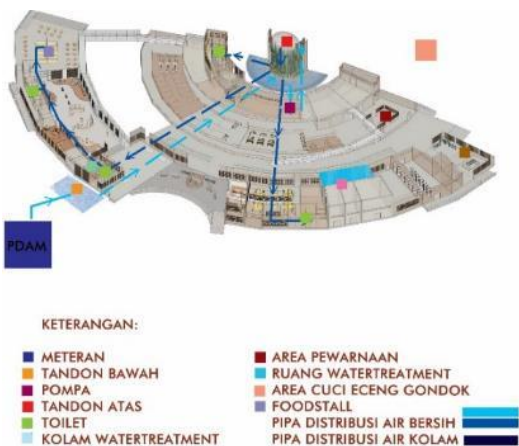 PDAM
KETERANGAN:
METERAN
TANDON BAWAH
POMPA
TANDON ATAS
TOILET
KOLAM WATERTREATMENT
AREA PEWARNAAN
RUANG WATERTREATMENT
AREA CUCI ECENG GONDOK
FOODSTALL
PIPA DISTRIBUSI AIR BERSIH
PIPA DISTRIBUSI AIR KOLAM